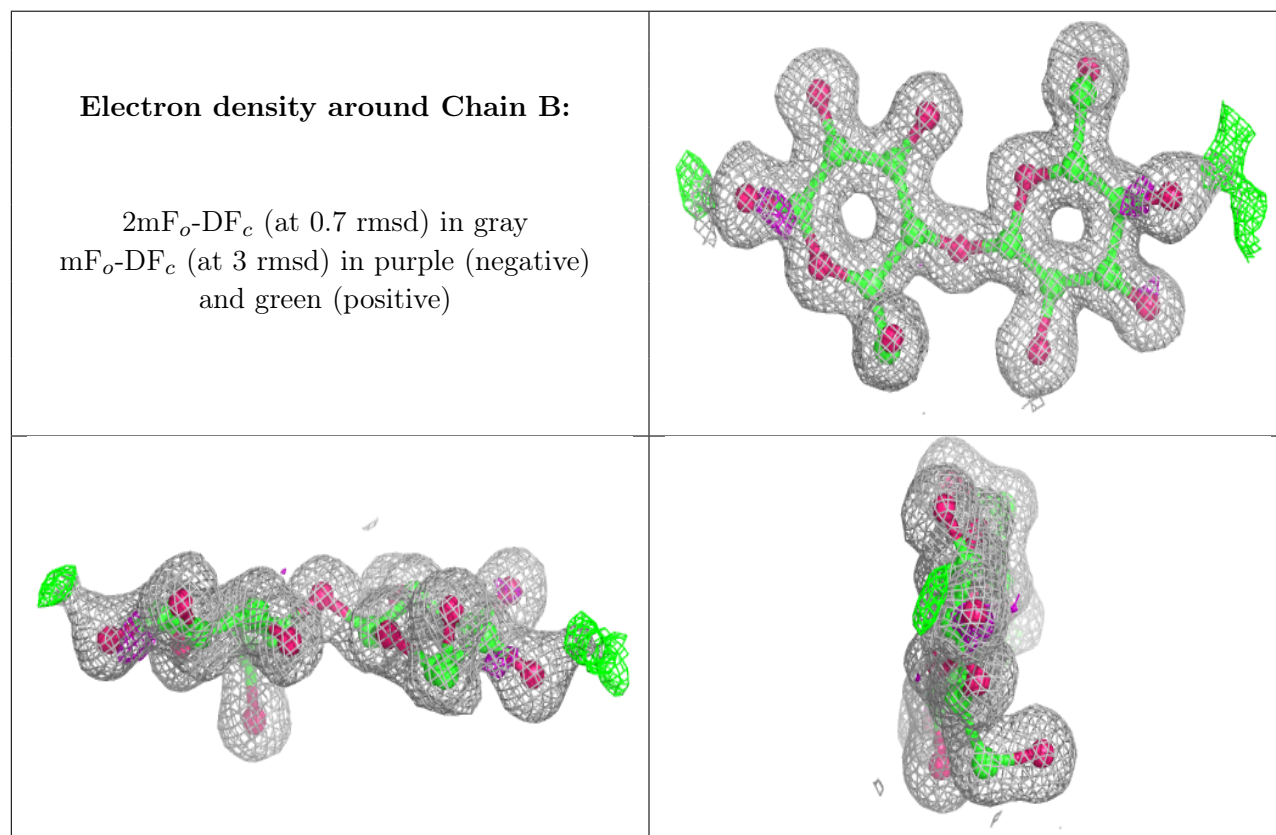 Electron density around Chain B:
2mFₒ-DF𝒸 (at 0.7 rmsd) in gray
mFₒ-DF𝒸 (at 3 rmsd) in purple (negative)
and green (positive)